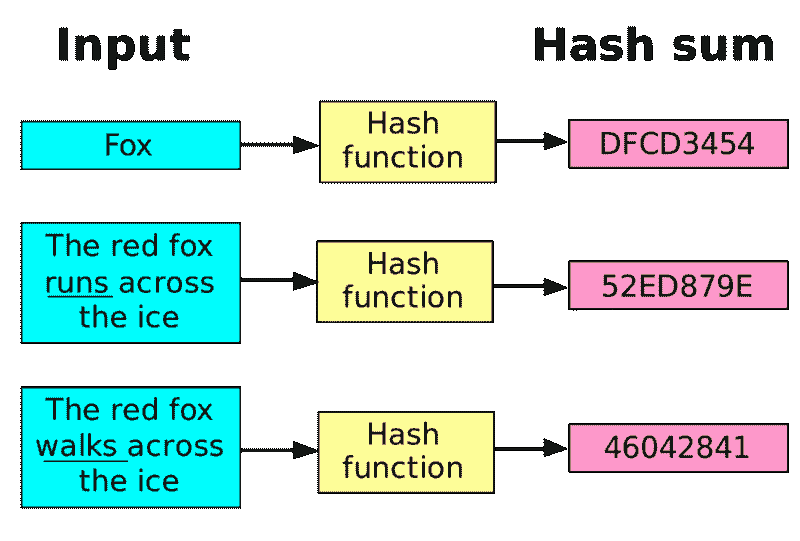 Input
Hash sum
Fox
Hash
function
DFCD3454
The red fox
runs across
the ice
Hash
function
52ED879E
The red fox
walks across
the ice
Hash
function
46042841